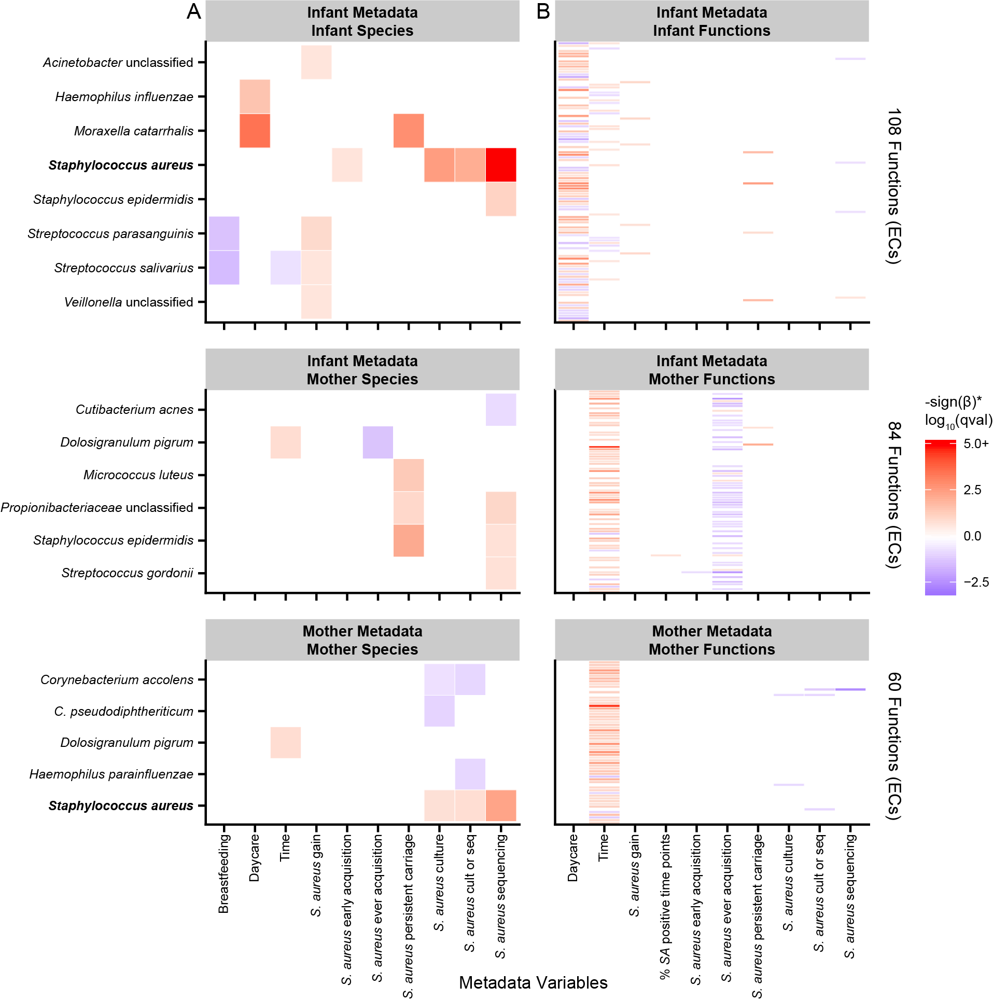 A
Infant Metadata
Infant Species
Acinetobacter unclassified
Haemophilus influenzae
Moraxella catarrhalis
Staphylococcus aureus
Staphylococcus epidermidis
Streptococcus parasanguinis
Streptococcus salivarius
Veillonella unclassified
B
Infant Metadata
Infant Functions
108 Functions (ECs)
Infant Metadata
Mother Species
Cutibacterium acnes
Dolosigranulum pigrum
Micrococcus luteus
Propionibacteriaceae unclassified
Staphylococcus epidermidis
Streptococcus gordonii
Infant Metadata
Mother Functions
84 Functions (ECs)
-sign(β)*
log10(qval)
5.0+
2.5
0.0
−2.5
Mother Metadata
Mother Species
Corynebacterium accolens
C. pseudodiphtheriticum
Dolosigranulum pigrum
Haemophilus parainfluenzae
Staphylococcus aureus
Mother Metadata
Mother Functions
60 Functions (ECs)
Breastfeeding
Daycare
Time
S. aureus gain
S. aureus early acquisition
S. aureus ever acquisition
S. aureus persistent carriage
S. aureus culture
S. aureus cult or seq
S. aureus sequencing
Daycare
Time
S. aureus gain
% SA positive time points
S. aureus early acquisition
S. aureus ever acquisition
S. aureus persistent carriage
S. aureus culture
S. aureus cult or seq
S. aureus sequencing
Metadata Variables